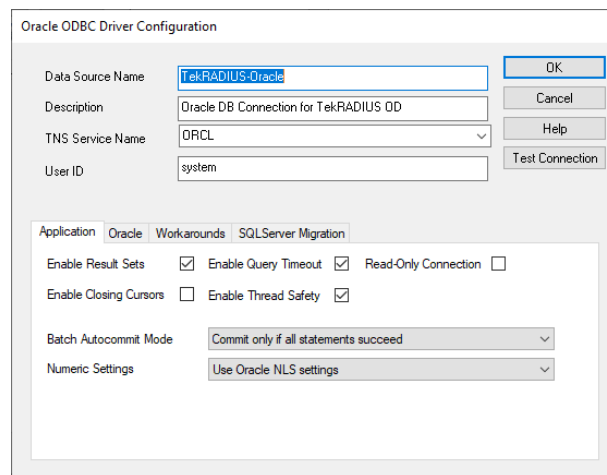 Oracle ODBC Driver Configuration
Data Source Name TekRADIUS-Oracle OK
Description Oracle DB Connection for TekRADIUS OD Cancel
TNS Service Name ORCL Help
User ID system Test Connection
Application Oracle Workarounds SQLServer Migration
Enable Result Sets Enable Query Timeout Read-Only Connection
Enable Closing Cursors Enable Thread Safety
Batch Autocommit Mode Commit only if all statements succeed
Numeric Settings Use Oracle NLS settings